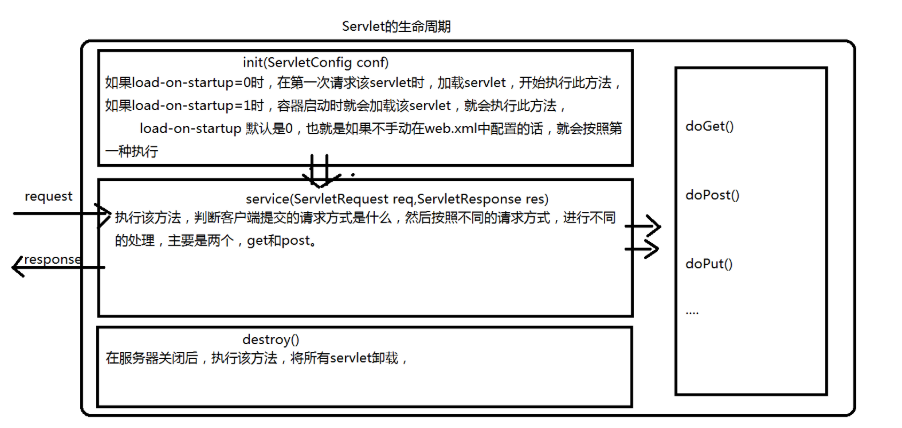 Servlet的生命周期
init(ServletConfig conf)
如果load-on-startup=0时，在第一次请求该servlet时，加载servlet，开始执行此方法，
如果load-on-startup=1时，容器启动时就会加载该servlet，就会执行此方法，
load-on-startup 默认是0，也就是如果不手动在web.xml中配置的话，就会按照第
一种执行
request
service(ServletRequest req,ServletResponse res)
执行该方法，判断客户端提交的请求方式是什么，然后按照不同的请求方式，进行不同
的处理，主要是两个，get和post。
response
destroy()
在服务器关闭后，执行该方法，将所有servlet卸载，
doGet()
doPost()
doPut()
....